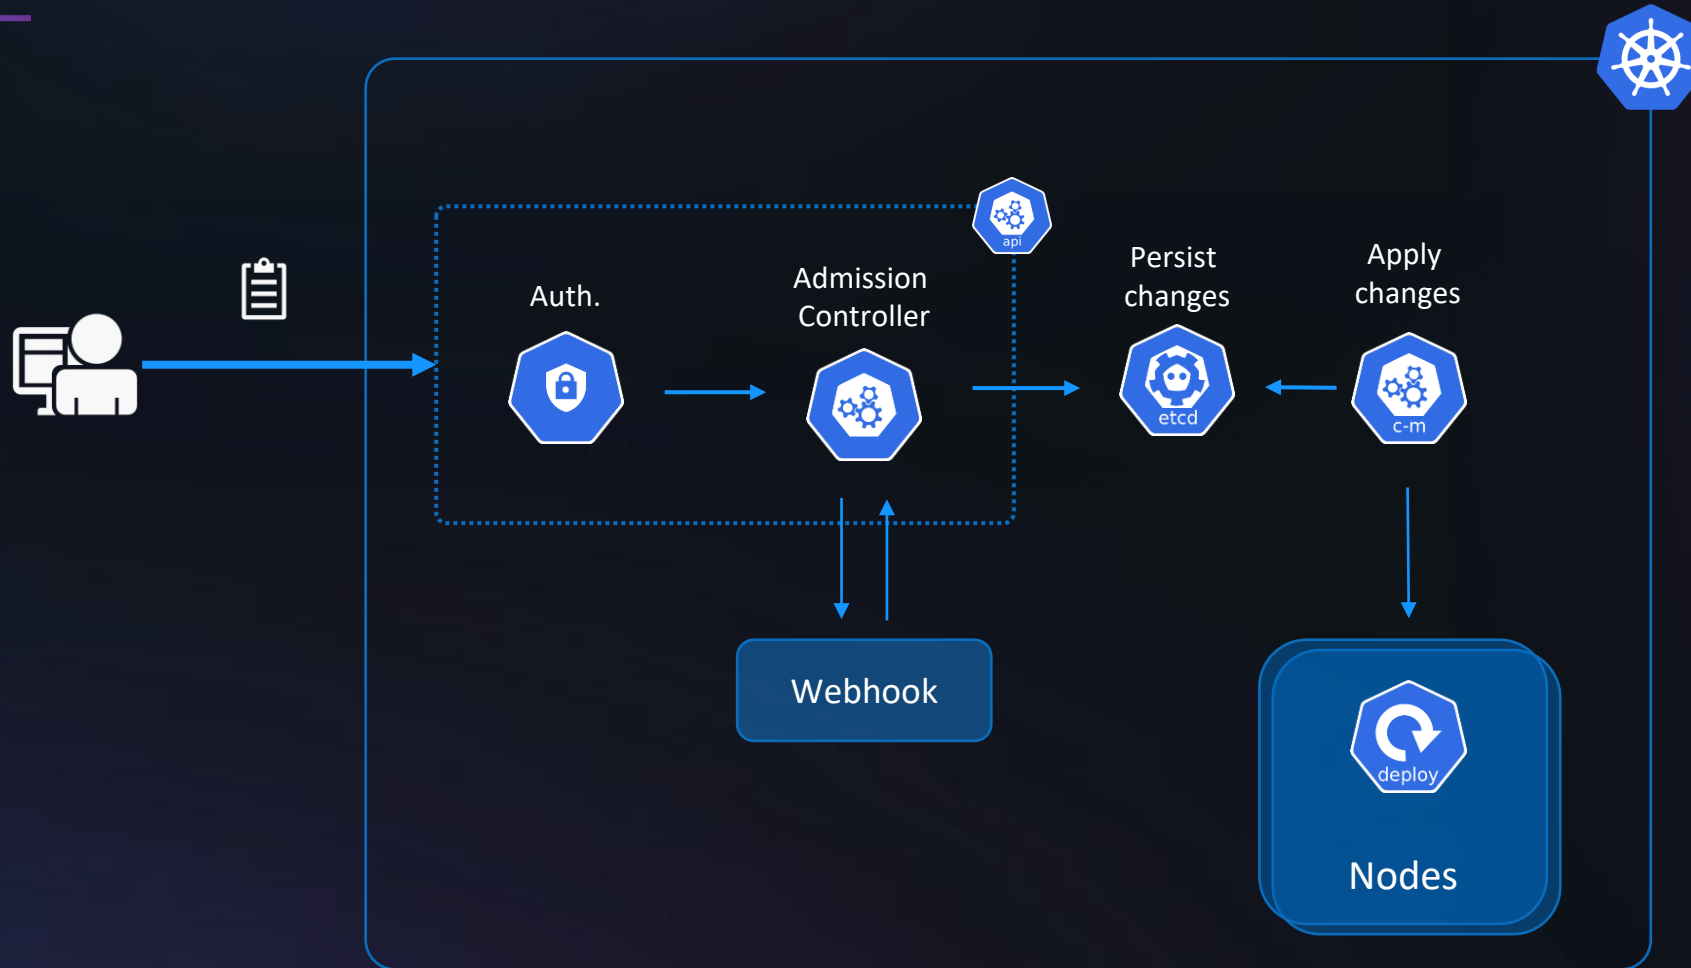 api
Auth.
Admission
Controller
Persist
changes
Apply
changes
etcd
c-m
Webhook
deploy
Nodes